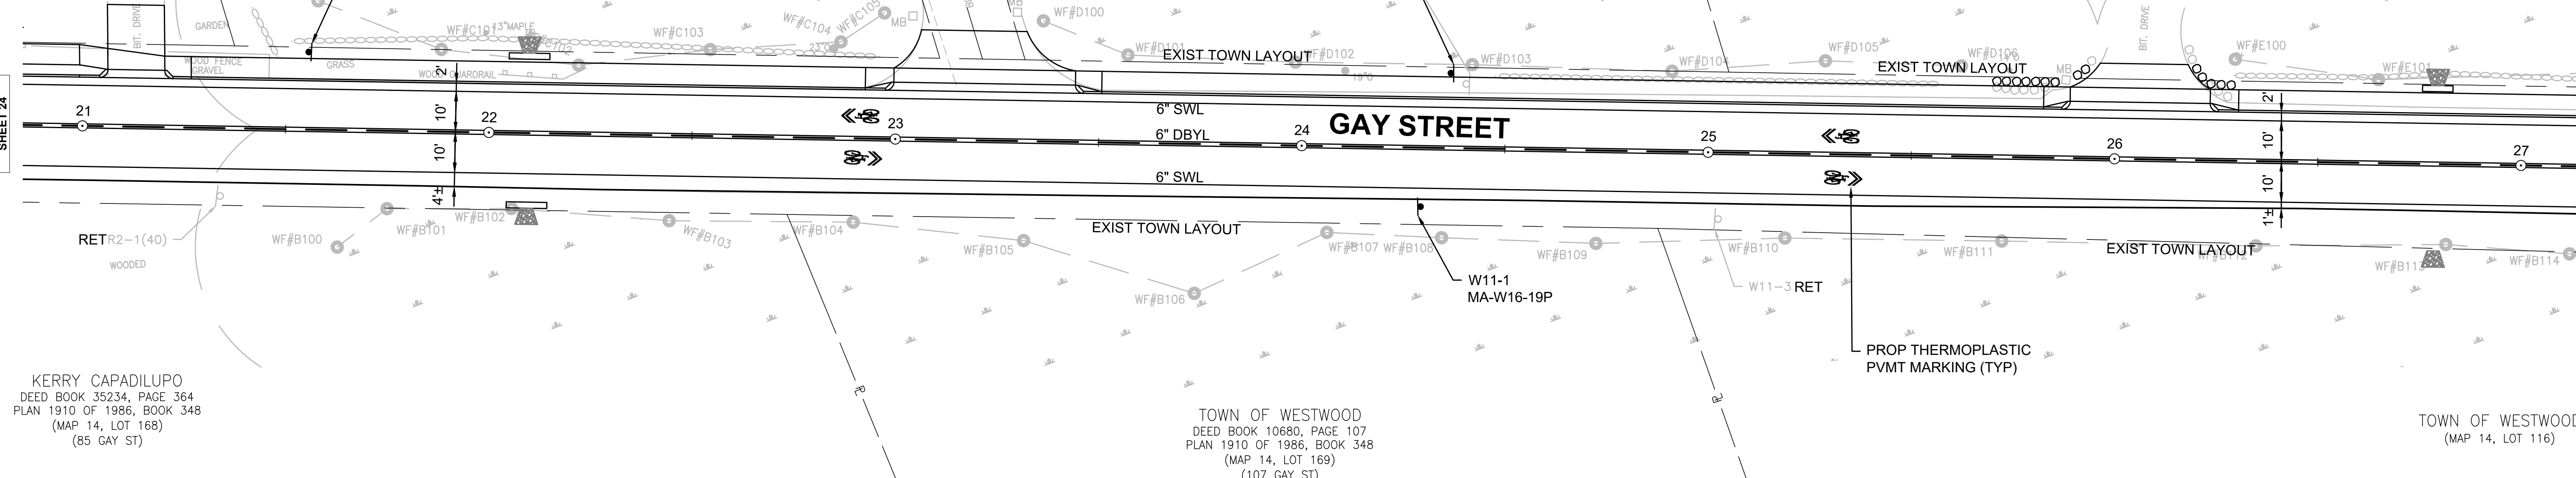 SHEET 24
BIT. DRIVE
GARDEN
WOOD FENCE
GRAVEL
GRASS
13"MAPLE
WF#C101
WF#C102
WF#C103
WF#C104
WF#C105
WOOD GUARDRAIL
MB
MB
WF#D100
WF#D101
EXIST TOWN LAYOUT
WF#D102
19"O
WF#D103
WF#D104
WF#D105
WF#D106
EXIST TOWN LAYOUT
MB
BIT. DRIVE
WF#E100
WF#E101
2'
10'
10'
4'±
6" SWL
6" DBYL
6" SWL
GAY STREET
21
22
23
24
25
26
27
2'
10'
10'
1'±
RET R2-1(40)
WOODED
WF#B100
WF#B101
WF#B102
WF#B103
WF#B104
WF#B105
WF#B106
WF#B107
WF#B108
WF#B109
WF#B110
WF#B111
WF#B112
WF#B113
WF#B114
EXIST TOWN LAYOUT
EXIST TOWN LAYOUT
W11-1
MA-W16-19P
W11-3 RET
PROP THERMOPLASTIC
PVMT MARKING (TYP)
KERRY CAPADILUPO
DEED BOOK 35234, PAGE 364
PLAN 1910 OF 1986, BOOK 348
(MAP 14, LOT 168)
(85 GAY ST)
TOWN OF WESTWOOD
DEED BOOK 10680, PAGE 107
PLAN 1910 OF 1986, BOOK 348
(MAP 14, LOT 169)
(107 GAY ST)
TOWN OF WESTWOOD
(MAP 14, LOT 116)